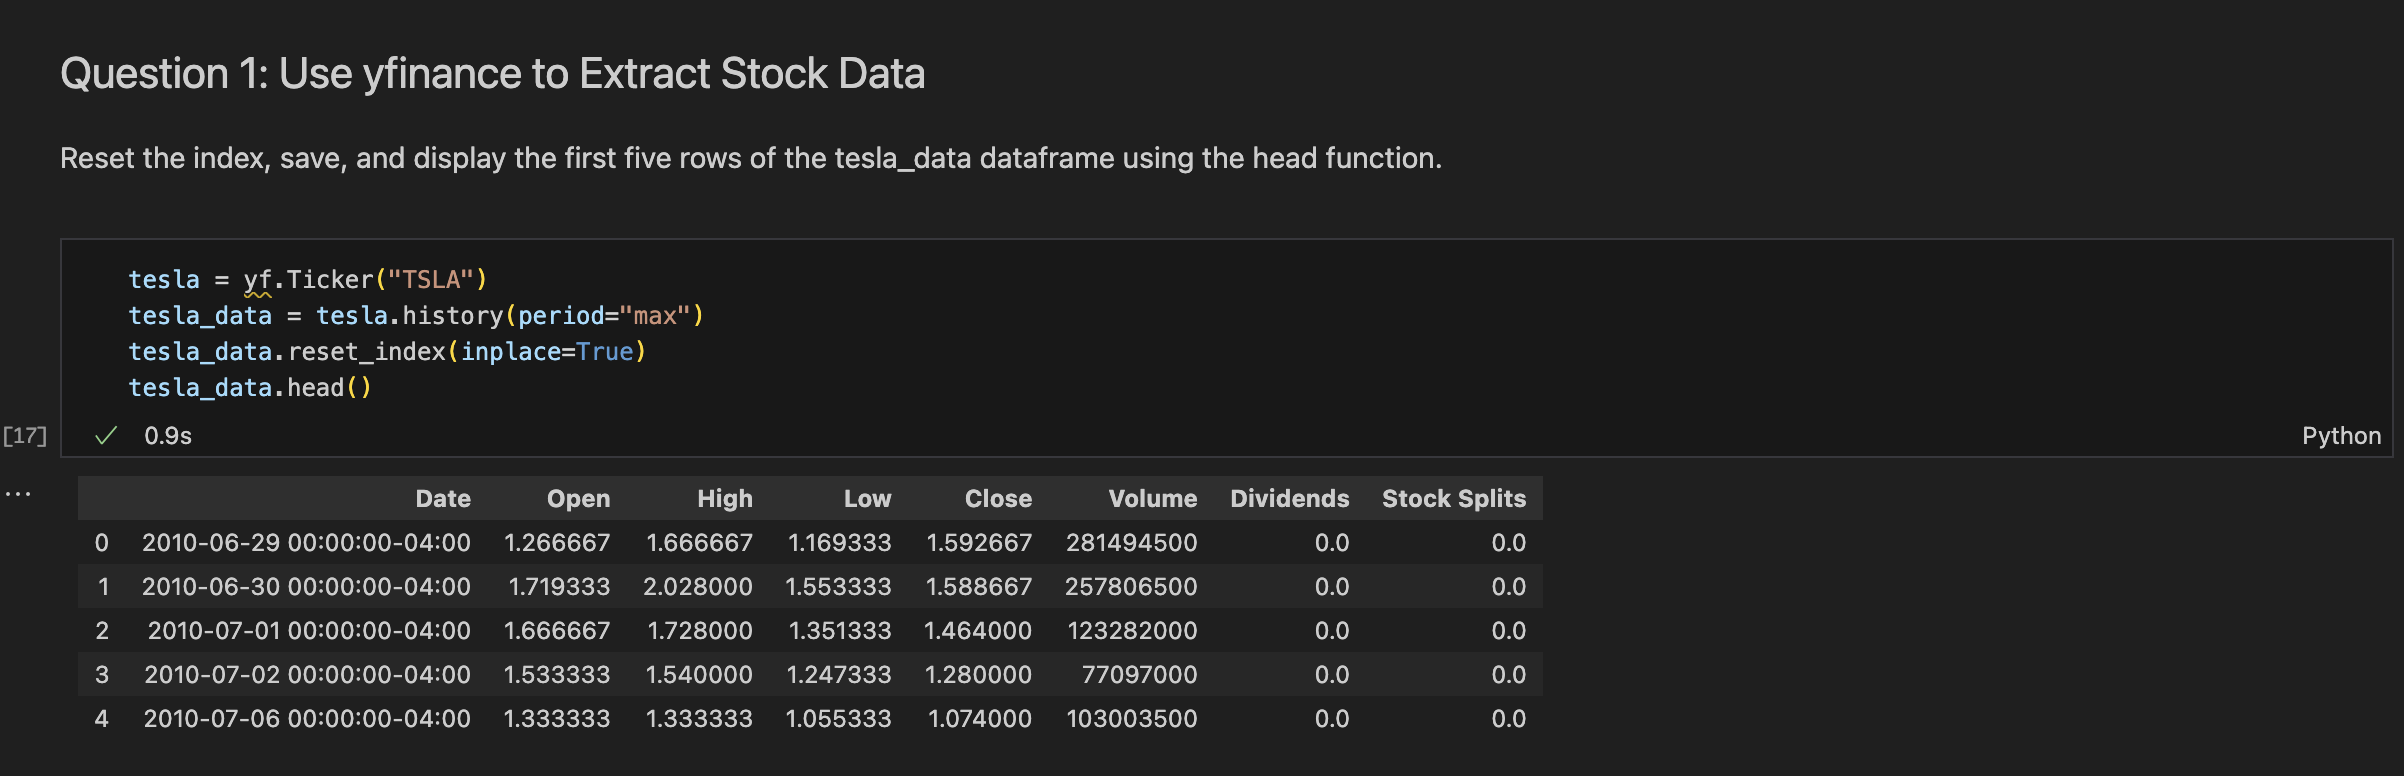 Question 1: Use yfinance to Extract Stock Data
Reset the index, save, and display the first five rows of the tesla_data dataframe using the head function.
tesla = yf.Ticker("TSLA")
tesla_data = tesla.history(period="max")
tesla_data.reset_index(inplace=True)
tesla_data.head()
[17] ✓ 0.9s Python
...
Date Open High Low Close Volume Dividends Stock Splits
0 2010-06-29 00:00:00-04:00 1.266667 1.666667 1.169333 1.592667 281494500 0.0 0.0
1 2010-06-30 00:00:00-04:00 1.719333 2.028000 1.553333 1.588667 257806500 0.0 0.0
2 2010-07-01 00:00:00-04:00 1.666667 1.728000 1.351333 1.464000 123282000 0.0 0.0
3 2010-07-02 00:00:00-04:00 1.533333 1.540000 1.247333 1.280000 77097000 0.0 0.0
4 2010-07-06 00:00:00-04:00 1.333333 1.333333 1.055333 1.074000 103003500 0.0 0.0